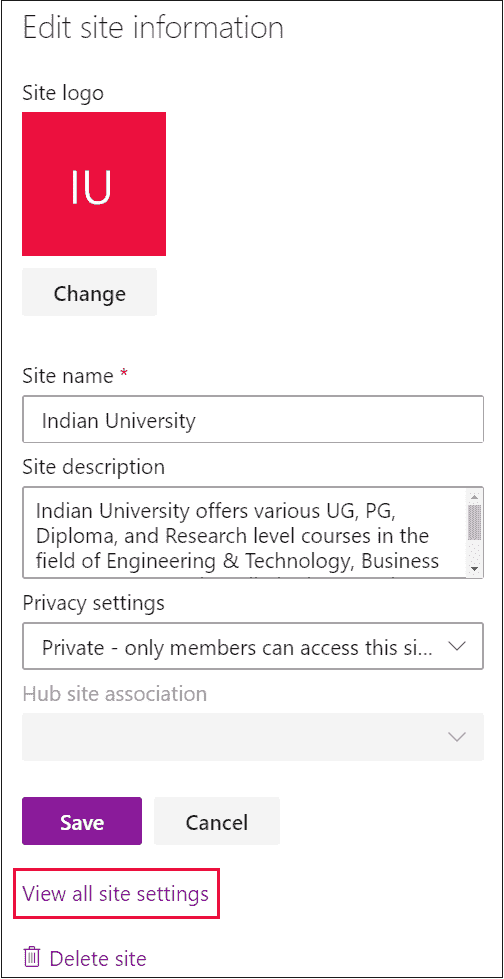 Edit site information
Site logo
IU
Change
Site name *
Indian University
Site description
Indian University offers various UG, PG,
Diploma, and Research level courses in the
field of Engineering & Technology, Business
Privacy settings
Private - only members can access this si...
Hub site association
Save
Cancel
View all site settings
Delete site